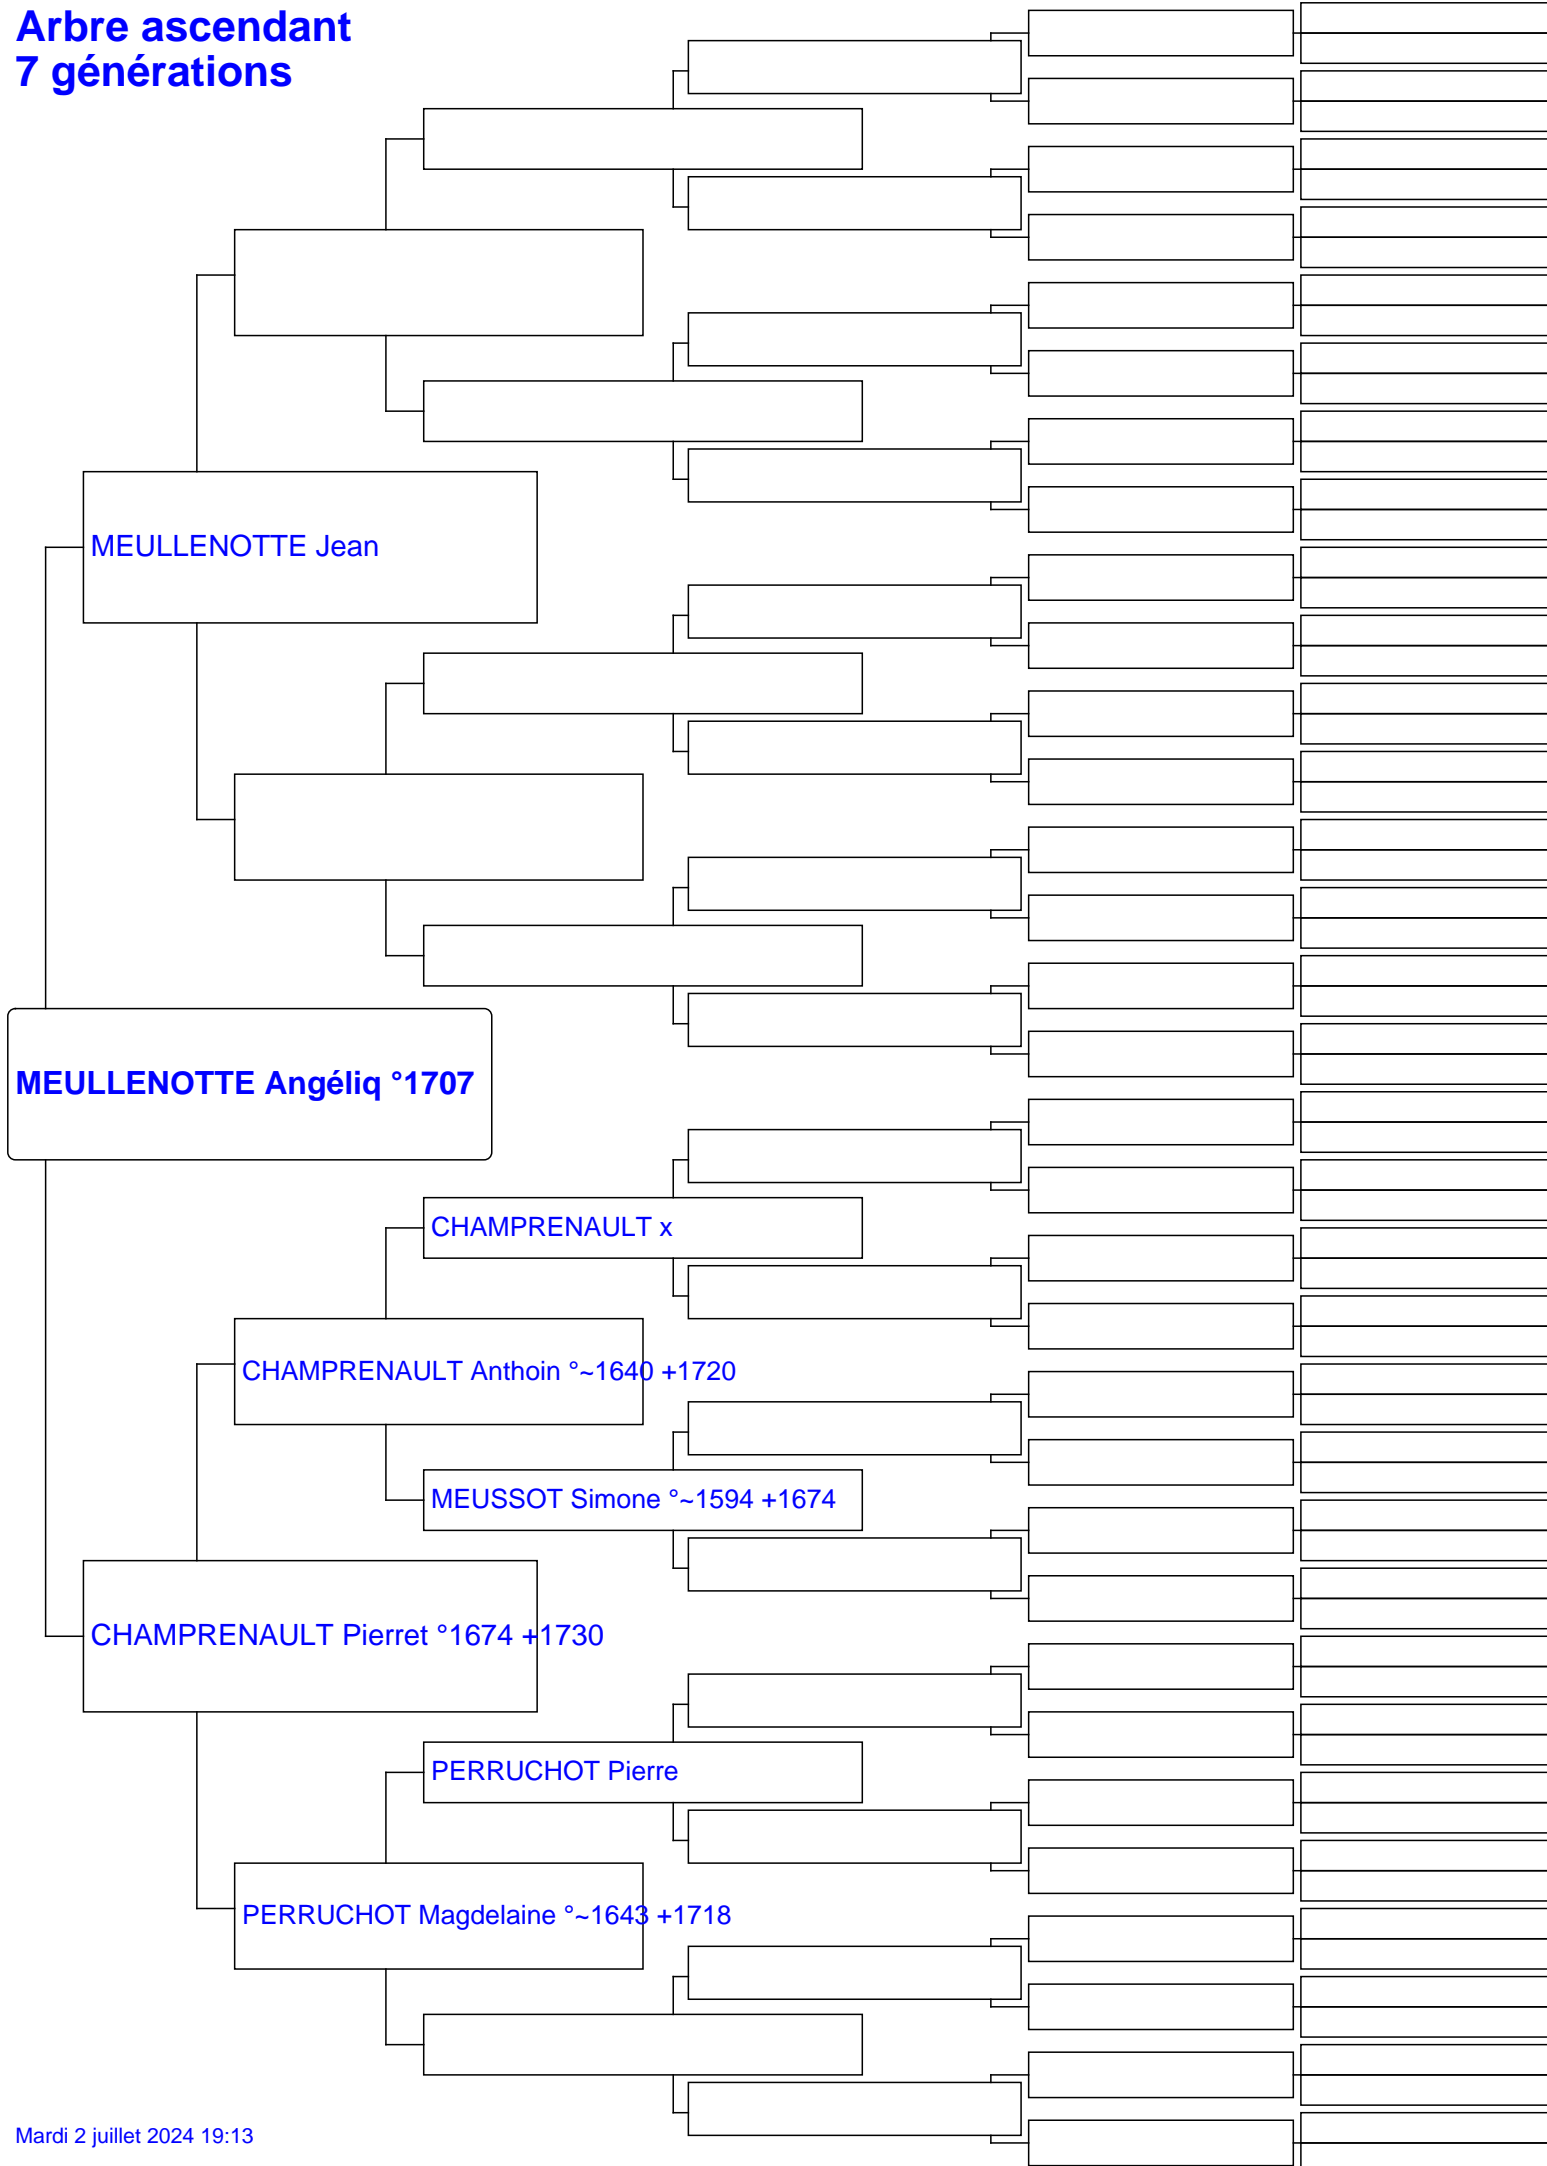 Arbre ascendant
7 générations
MEULLENOTTE Jean
MEULLENOTTE Angéliq °1707
CHAMPRENAULT x
CHAMPRENAULT Anthoin °~1640 +1720
MEUSSOT Simone °~1594 +1674
CHAMPRENAULT Pierret °1674 +1730
PERRUCHOT Pierre
PERRUCHOT Magdelaine °~1643 +1718
Mardi 2 juillet 2024 19:13